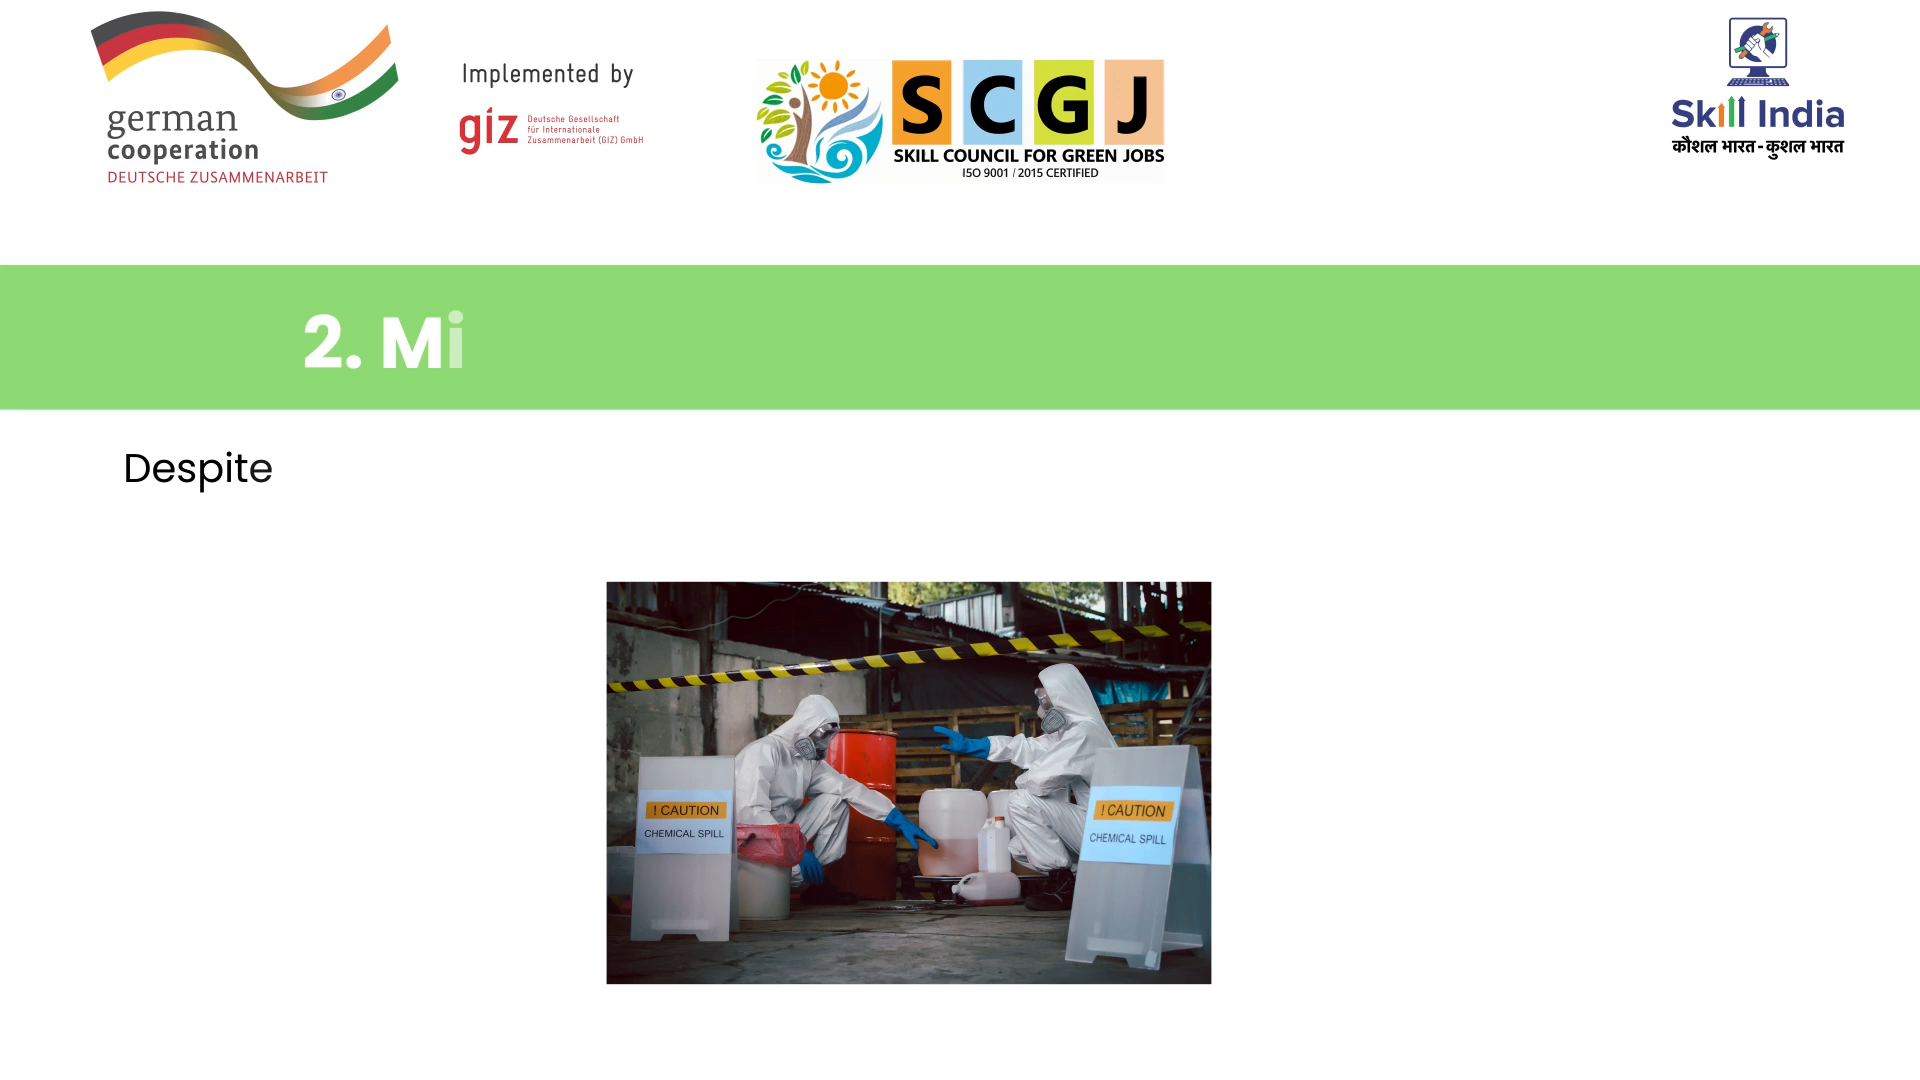 german
cooperation
DEUTSCHE ZUSAMMENARBEIT
Implemented by
giz
Deutsche Gesellschaft
für Internationale
Zusammenarbeit (GIZ) GmbH
SCGJ
SKILL COUNCIL FOR GREEN JOBS
ISO 9001 / 2015 CERTIFIED
Skill India
कौशल भारत-कुशल भारत
2. Mi
Despite
! CAUTION
CHEMICAL SPILL
! CAUTION
CHEMICAL SPILL